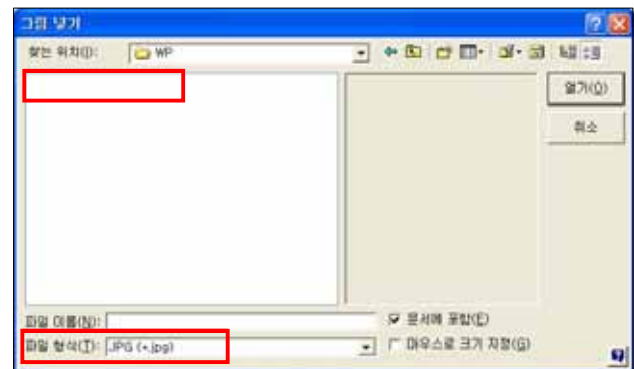 그림 넣기
찾는 위치(I): WP
열기(O)
취소
파일 이름(N):
문서에 포함(E)
파일 형식(T): JPG (*.jpg)
마우스로 크기 지정(G)